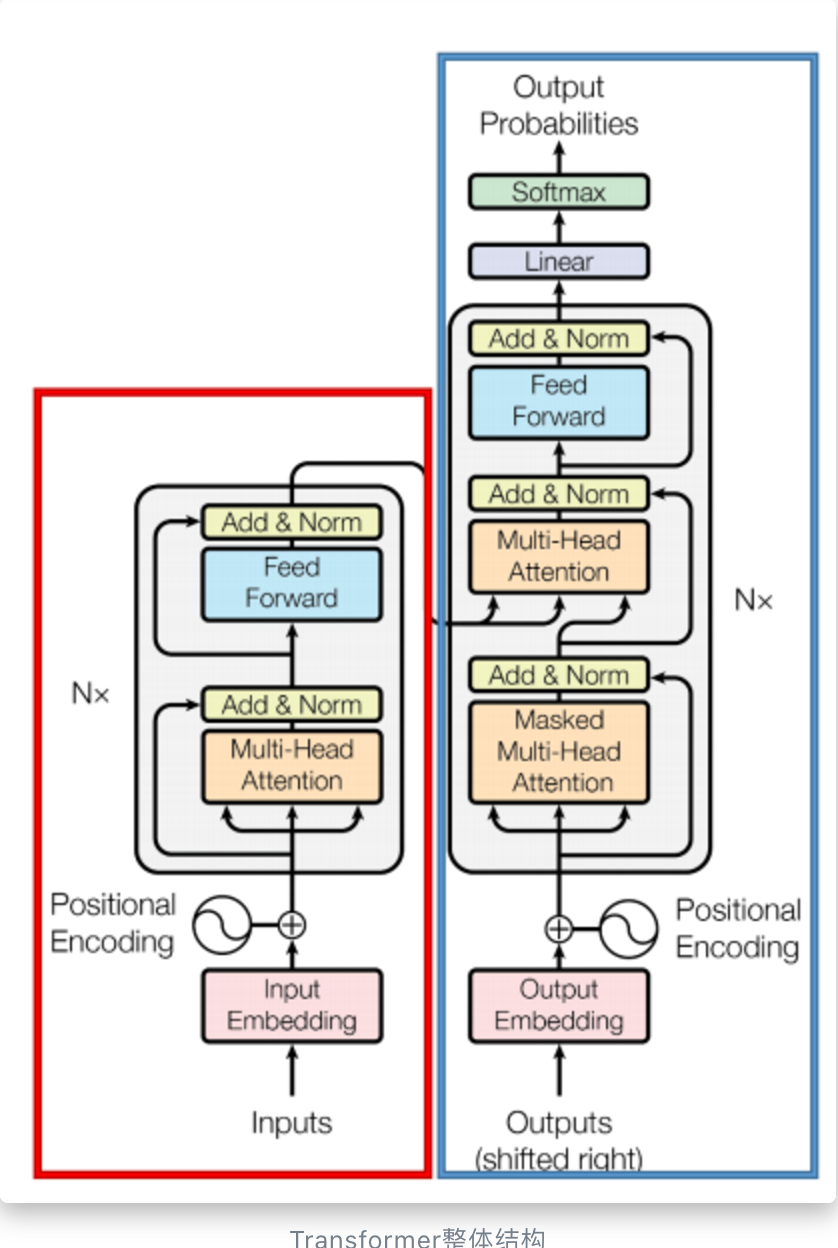 Output
Probabilities
Softmax
Linear
Add & Norm
Feed
Forward
Add & Norm
Multi-Head
Attention
Add & Norm
Masked
Multi-Head
Attention
Nx
Positional
Encoding
Output
Embedding
Outputs
(shifted right)
Add & Norm
Feed
Forward
Add & Norm
Multi-Head
Attention
Nx
Positional
Encoding
Input
Embedding
Inputs
Transformer整体结构